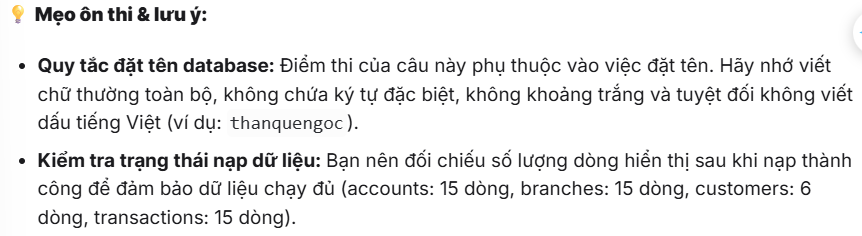 💡 Mẹo ôn thi & lưu ý:
• Quy tắc đặt tên database: Điểm thi của câu này phụ thuộc vào việc đặt tên. Hãy nhớ viết
chữ thường toàn bộ, không chứa ký tự đặc biệt, không khoảng trắng và tuyệt đối không viết
dấu tiếng Việt (ví dụ: thanquengoc).
• Kiểm tra trạng thái nạp dữ liệu: Bạn nên đối chiếu số lượng dòng hiển thị sau khi nạp thành
công để đảm bảo dữ liệu chạy đủ (accounts: 15 dòng, branches: 15 dòng, customers: 6
dòng, transactions: 15 dòng).